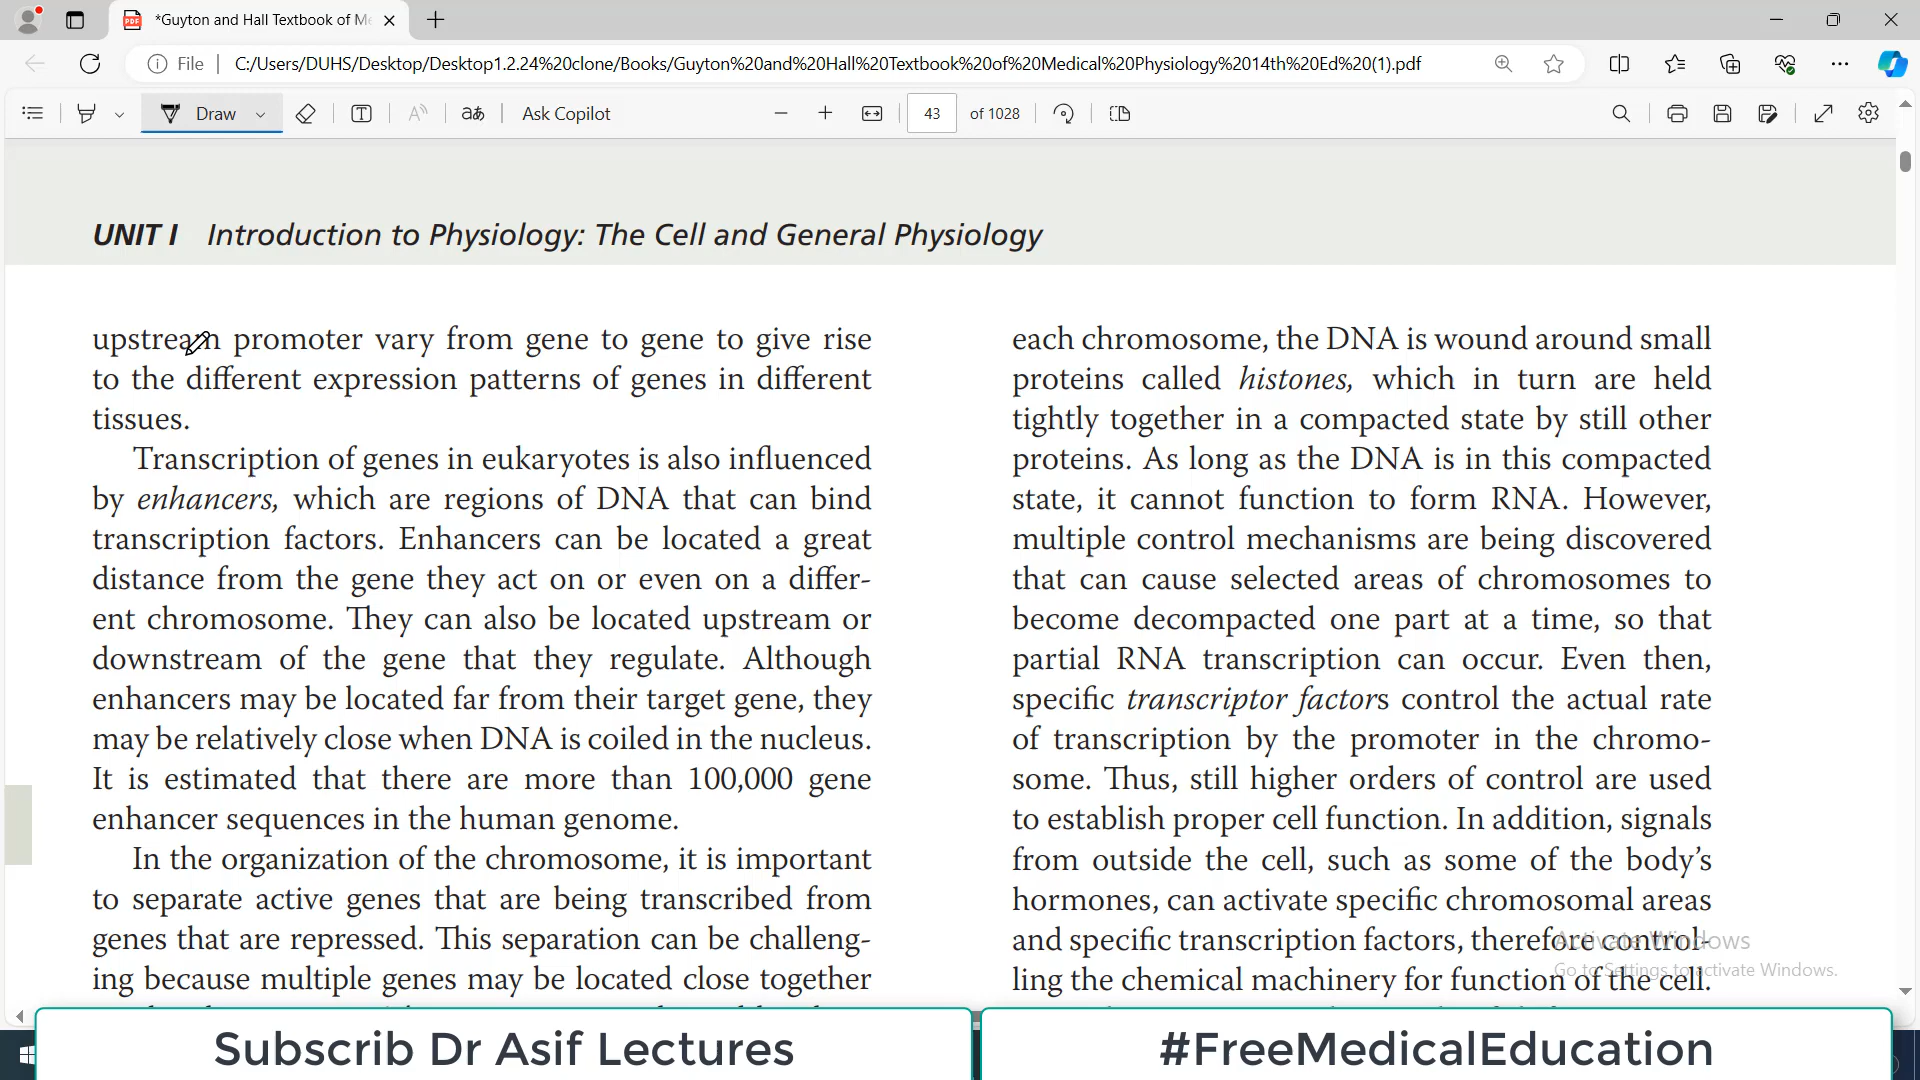 *Guyton and Hall Textbook of Me
File
C:/Users/DUHS/Desktop/Desktop1.2.24%20clone/Books/Guyton%20and%20Hall%20Textbook%20of%20Medical%20Physiology%2014th%20Ed%20(1).pdf
Draw
Ask Copilot
43 of 1028
UNIT I Introduction to Physiology: The Cell and General Physiology
upstream promoter vary from gene to gene to give rise
to the different expression patterns of genes in different
tissues.
Transcription of genes in eukaryotes is also influenced
by enhancers, which are regions of DNA that can bind
transcription factors. Enhancers can be located a great
distance from the gene they act on or even on a differ-
ent chromosome. They can also be located upstream or
downstream of the gene that they regulate. Although
enhancers may be located far from their target gene, they
may be relatively close when DNA is coiled in the nucleus.
It is estimated that there are more than 100,000 gene
enhancer sequences in the human genome.
In the organization of the chromosome, it is important
to separate active genes that are being transcribed from
genes that are repressed. This separation can be challeng-
ing because multiple genes may be located close together
each chromosome, the DNA is wound around small
proteins called histones, which in turn are held
tightly together in a compacted state by still other
proteins. As long as the DNA is in this compacted
state, it cannot function to form RNA. However,
multiple control mechanisms are being discovered
that can cause selected areas of chromosomes to
become decompacted one part at a time, so that
partial RNA transcription can occur. Even then,
specific transcriptor factors control the actual rate
of transcription by the promoter in the chromo-
some. Thus, still higher orders of control are used
to establish proper cell function. In addition, signals
from outside the cell, such as some of the body's
hormones, can activate specific chromosomal areas
and specific transcription factors, therefore control-
ling the chemical machinery for function of the cell.
Activate Windows
Go to Settings to activate Windows.
Subscrib Dr Asif Lectures
#FreeMedicalEducation